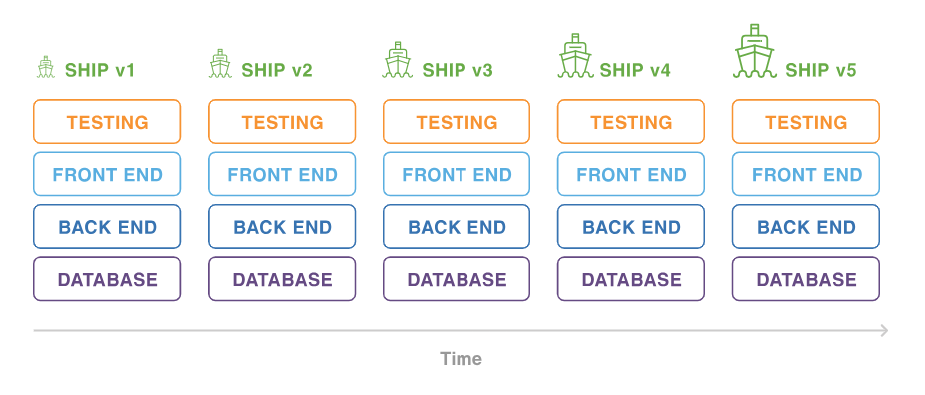 SHIP v1 SHIP v2 SHIP v3 SHIP v4 SHIP v5
TESTING TESTING TESTING TESTING TESTING
FRONT END FRONT END FRONT END FRONT END FRONT END
BACK END BACK END BACK END BACK END BACK END
DATABASE DATABASE DATABASE DATABASE DATABASE
Time